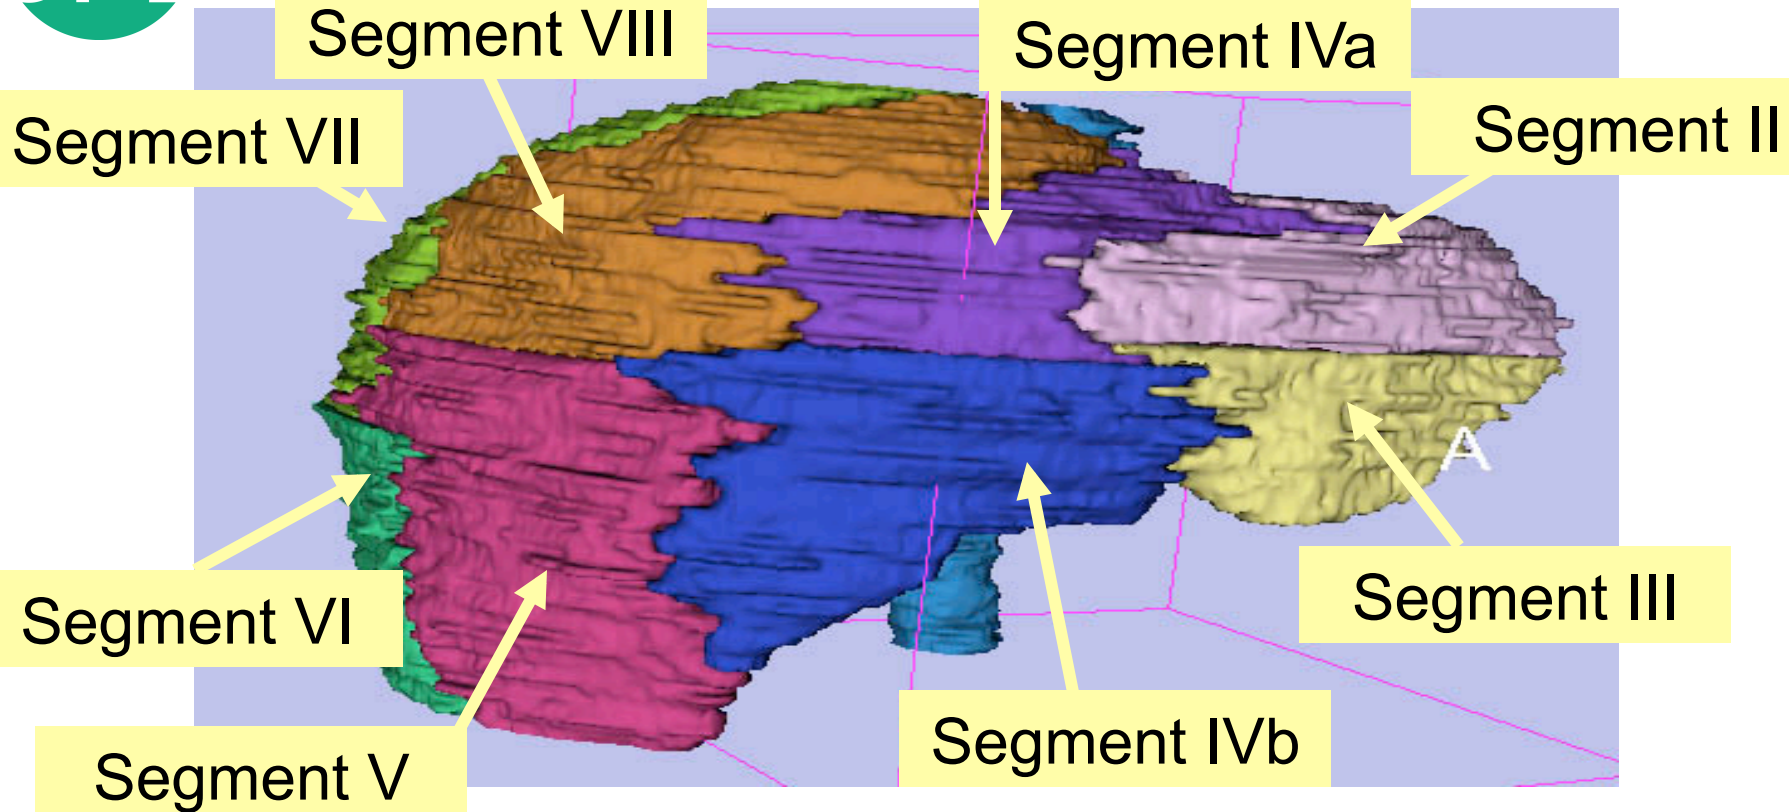 Segment VIII
Segment IVa
Segment VII
Segment II
A
Segment VI
Segment III
Segment IVb
Segment V